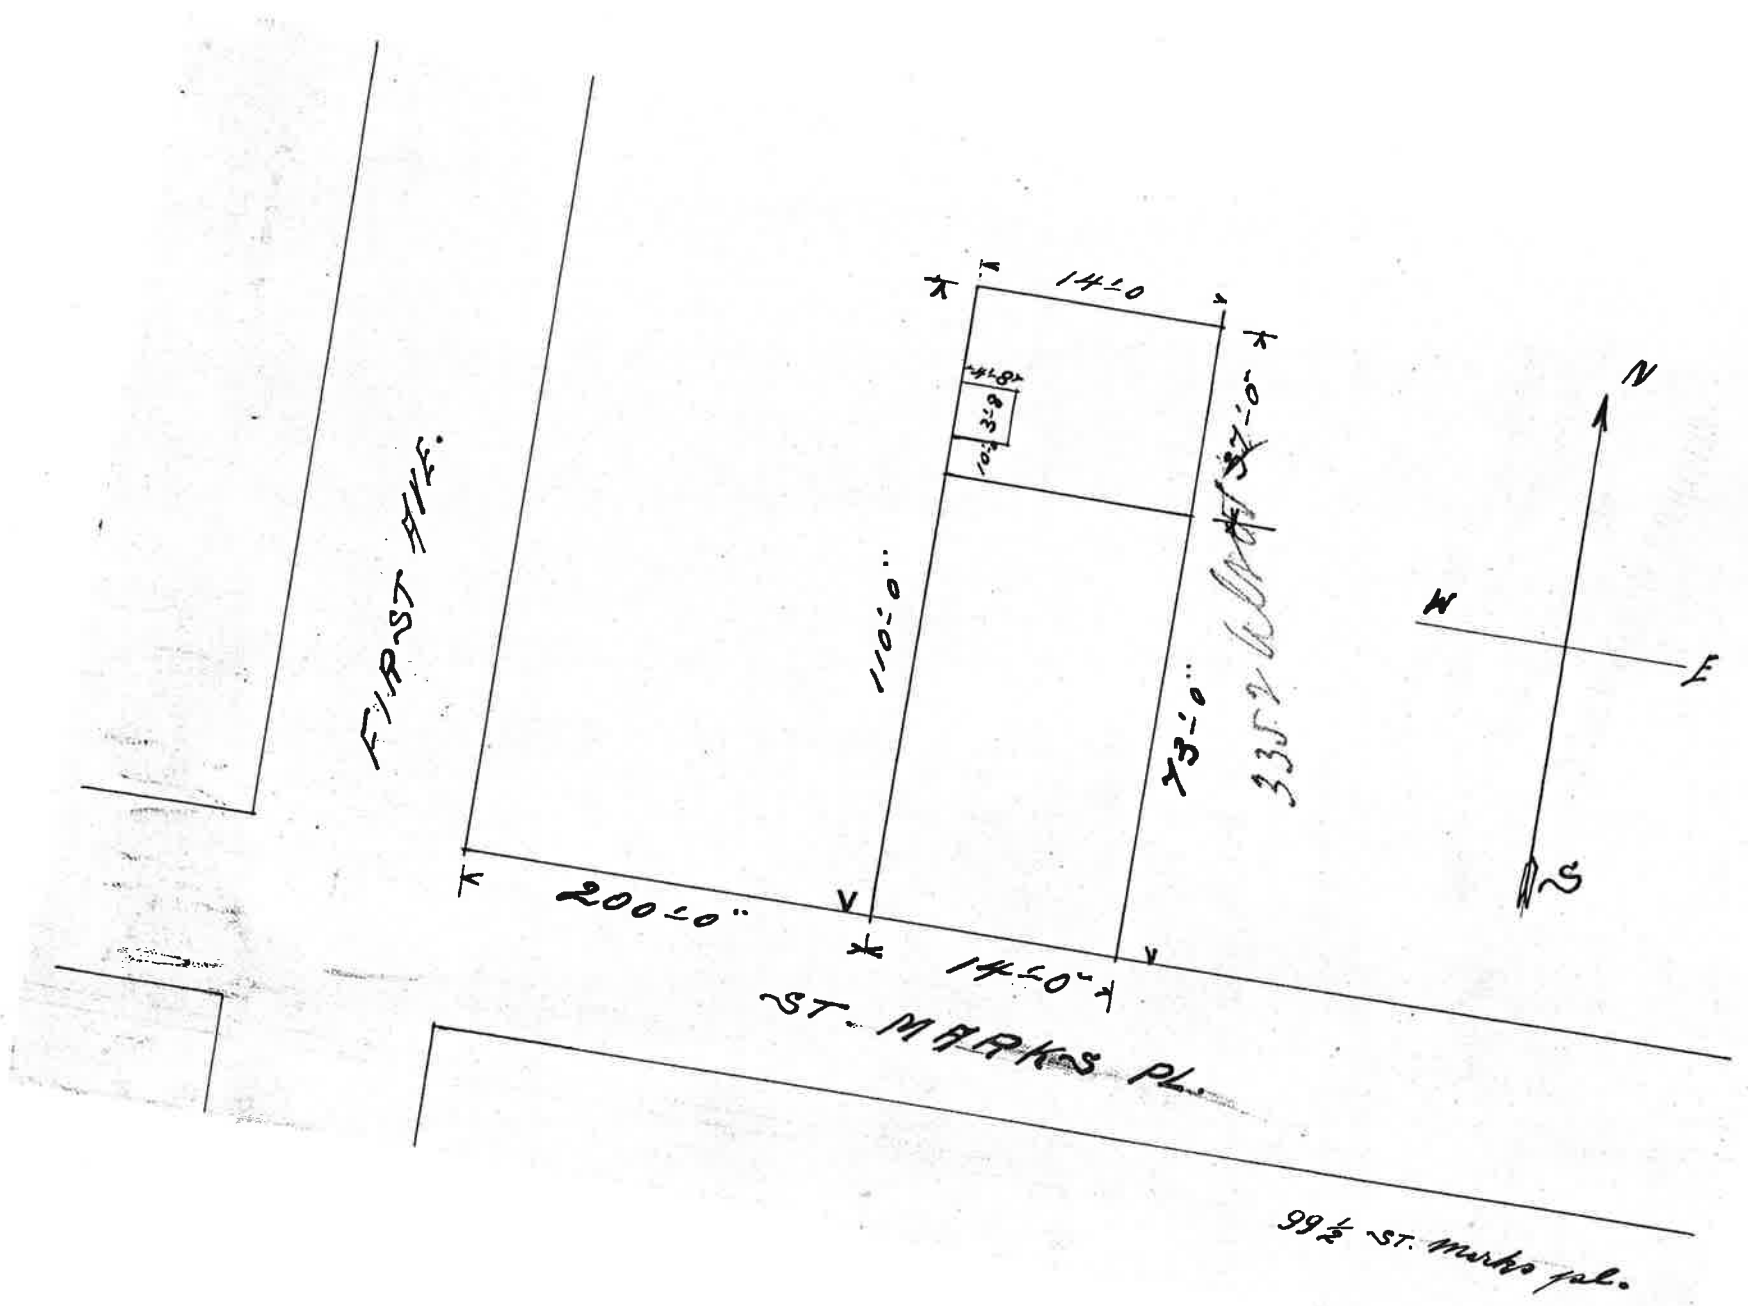 14'-0
4'-8"
3'-8
37'-0"
N
FIRST AVE.
110'-0"
W
E
73'-0"
3352
S
200'-0"
14'-0"
ST. MARKS PL.
99½ ST. Marks pl.